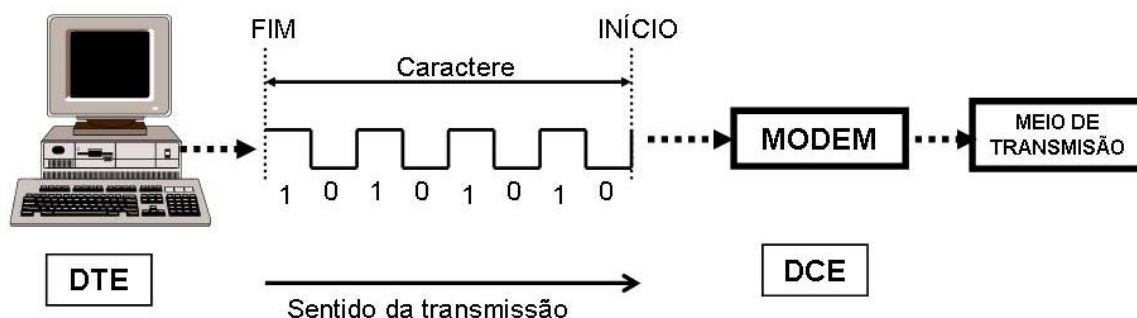 FIM
INÍCIO
Caractere
MODEM
MEIO DE
TRANSMISÃO
1 0 1 0 1 0 1 0
DTE
DCE
Sentido da transmissão